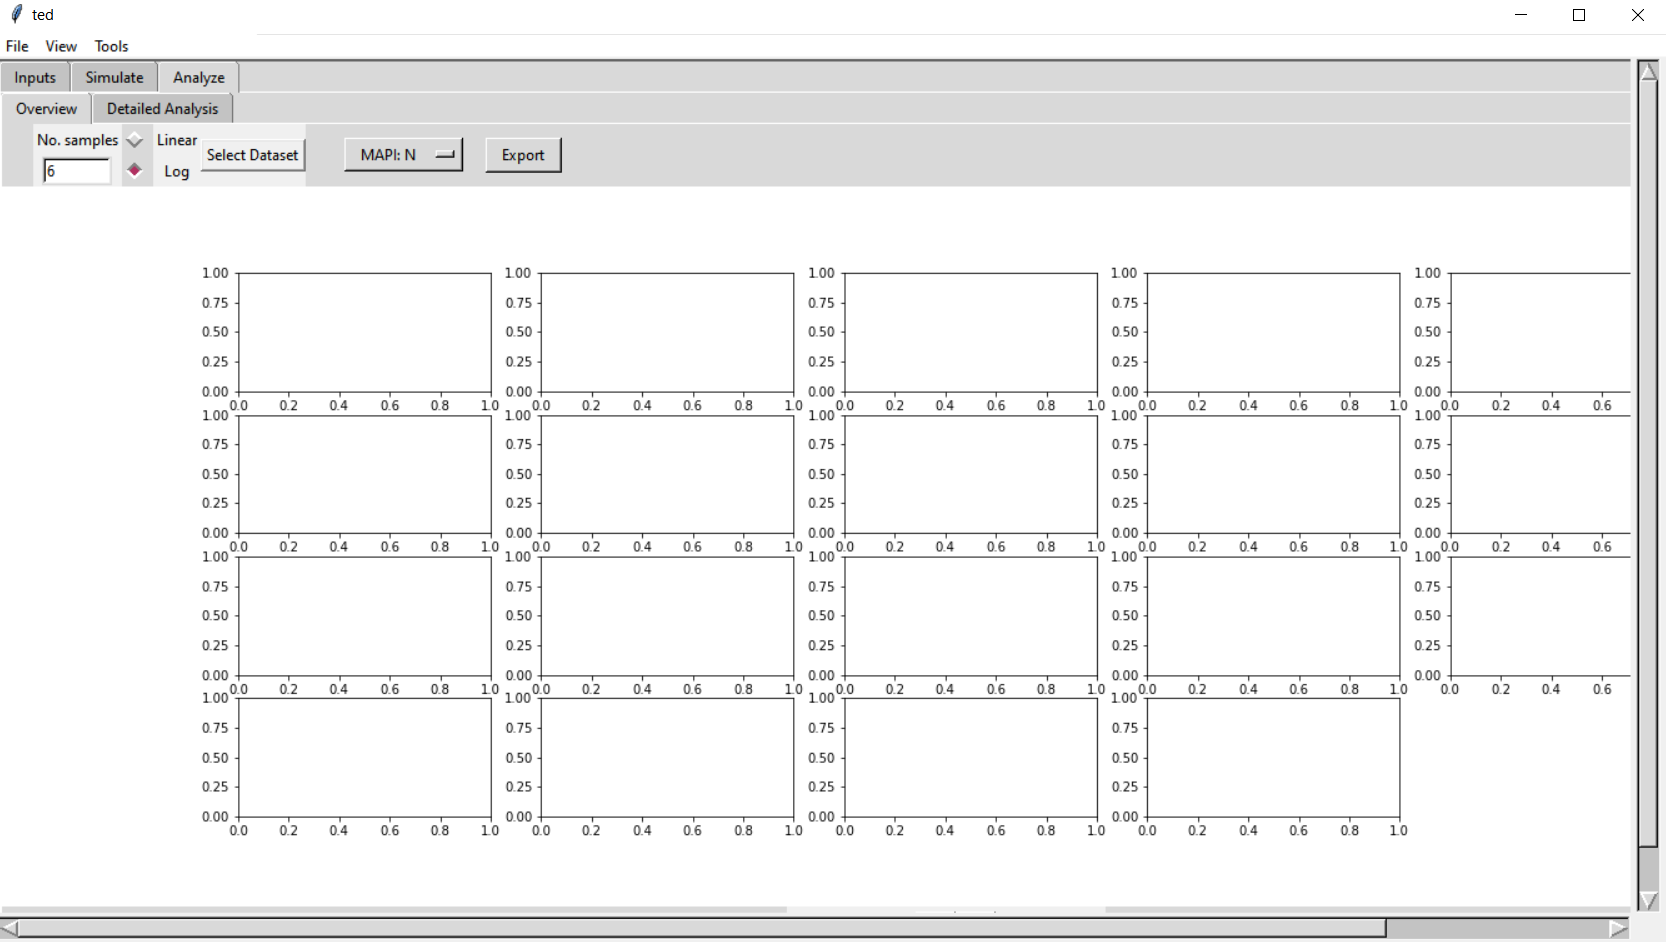 ted
File View Tools
Inputs Simulate Analyze
Overview Detailed Analysis
No. samples Linear
Select Dataset MAPI: N Export
6 Log
1.00 1.00 1.00 1.00 1.00
0.75 0.75 0.75 0.75 0.75
0.50 0.50 0.50 0.50 0.50
0.25 0.25 0.25 0.25 0.25
0.00 0.00 0.00 0.00 0.00
0.0 0.2 0.4 0.6 0.8 1.0 0.0 0.2 0.4 0.6 0.8 1.0 0.0 0.2 0.4 0.6 0.8 1.0 0.0 0.2 0.4 0.6 0.8 1.0 0.0 0.2 0.4 0.6
1.00 1.00 1.00 1.00 1.00
0.75 0.75 0.75 0.75 0.75
0.50 0.50 0.50 0.50 0.50
0.25 0.25 0.25 0.25 0.25
0.00 0.00 0.00 0.00 0.00
0.0 0.2 0.4 0.6 0.8 1.0 0.0 0.2 0.4 0.6 0.8 1.0 0.0 0.2 0.4 0.6 0.8 1.0 0.0 0.2 0.4 0.6 0.8 1.0 0.0 0.2 0.4 0.6
1.00 1.00 1.00 1.00 1.00
0.75 0.75 0.75 0.75 0.75
0.50 0.50 0.50 0.50 0.50
0.25 0.25 0.25 0.25 0.25
0.00 0.00 0.00 0.00 0.00
0.0 0.2 0.4 0.6 0.8 1.0 0.0 0.2 0.4 0.6 0.8 1.0 0.0 0.2 0.4 0.6 0.8 1.0 0.0 0.2 0.4 0.6 0.8 1.0 0.0 0.2 0.4 0.6
1.00 1.00 1.00 1.00
0.75 0.75 0.75 0.75
0.50 0.50 0.50 0.50
0.25 0.25 0.25 0.25
0.00 0.00 0.00 0.00
0.0 0.2 0.4 0.6 0.8 1.0 0.0 0.2 0.4 0.6 0.8 1.0 0.0 0.2 0.4 0.6 0.8 1.0 0.0 0.2 0.4 0.6 0.8 1.0